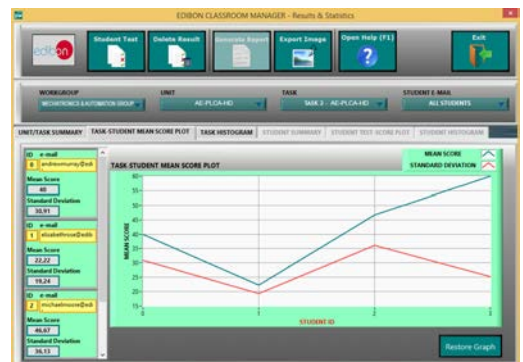 EDIBON CLASSROOM MANAGER - Results & Statistics
edibon
Student Test
Delete Result
Generate Report
Export Image
Open Help (F1)
Exit
WORKGROUP
UNIT
TASK
STUDENT E-MAIL
MECHATRONICS & AUTOMATION GROUP
AE-PLCA-HD
TASK 3 - AE-PLCA-HD
ALL STUDENTS
UNIT/TASK SUMMARY
TASK-STUDENT MEAN SCORE PLOT
TASK HISTOGRAM
STUDENT SUMMARY
STUDENT TEST-SCORE PLOT
STUDENT HISTOGRAM
ID e-mail
Mean Score
40
Standard Deviation
30,91
ID e-mail
1 elisabethrose@edib
Mean Score
22,22
Standard Deviation
19,24
ID e-mail
2 michaelmoore@edi
Mean Score
46,67
Standard Deviation
36,13
TASK-STUDENT MEAN SCORE PLOT
MEAN SCORE
STANDARD DEVIATION
60
55
50
45
40
35
30
25
20
15
MEAN SCORE
0
1
2
3
STUDENT ID
Restore Graph